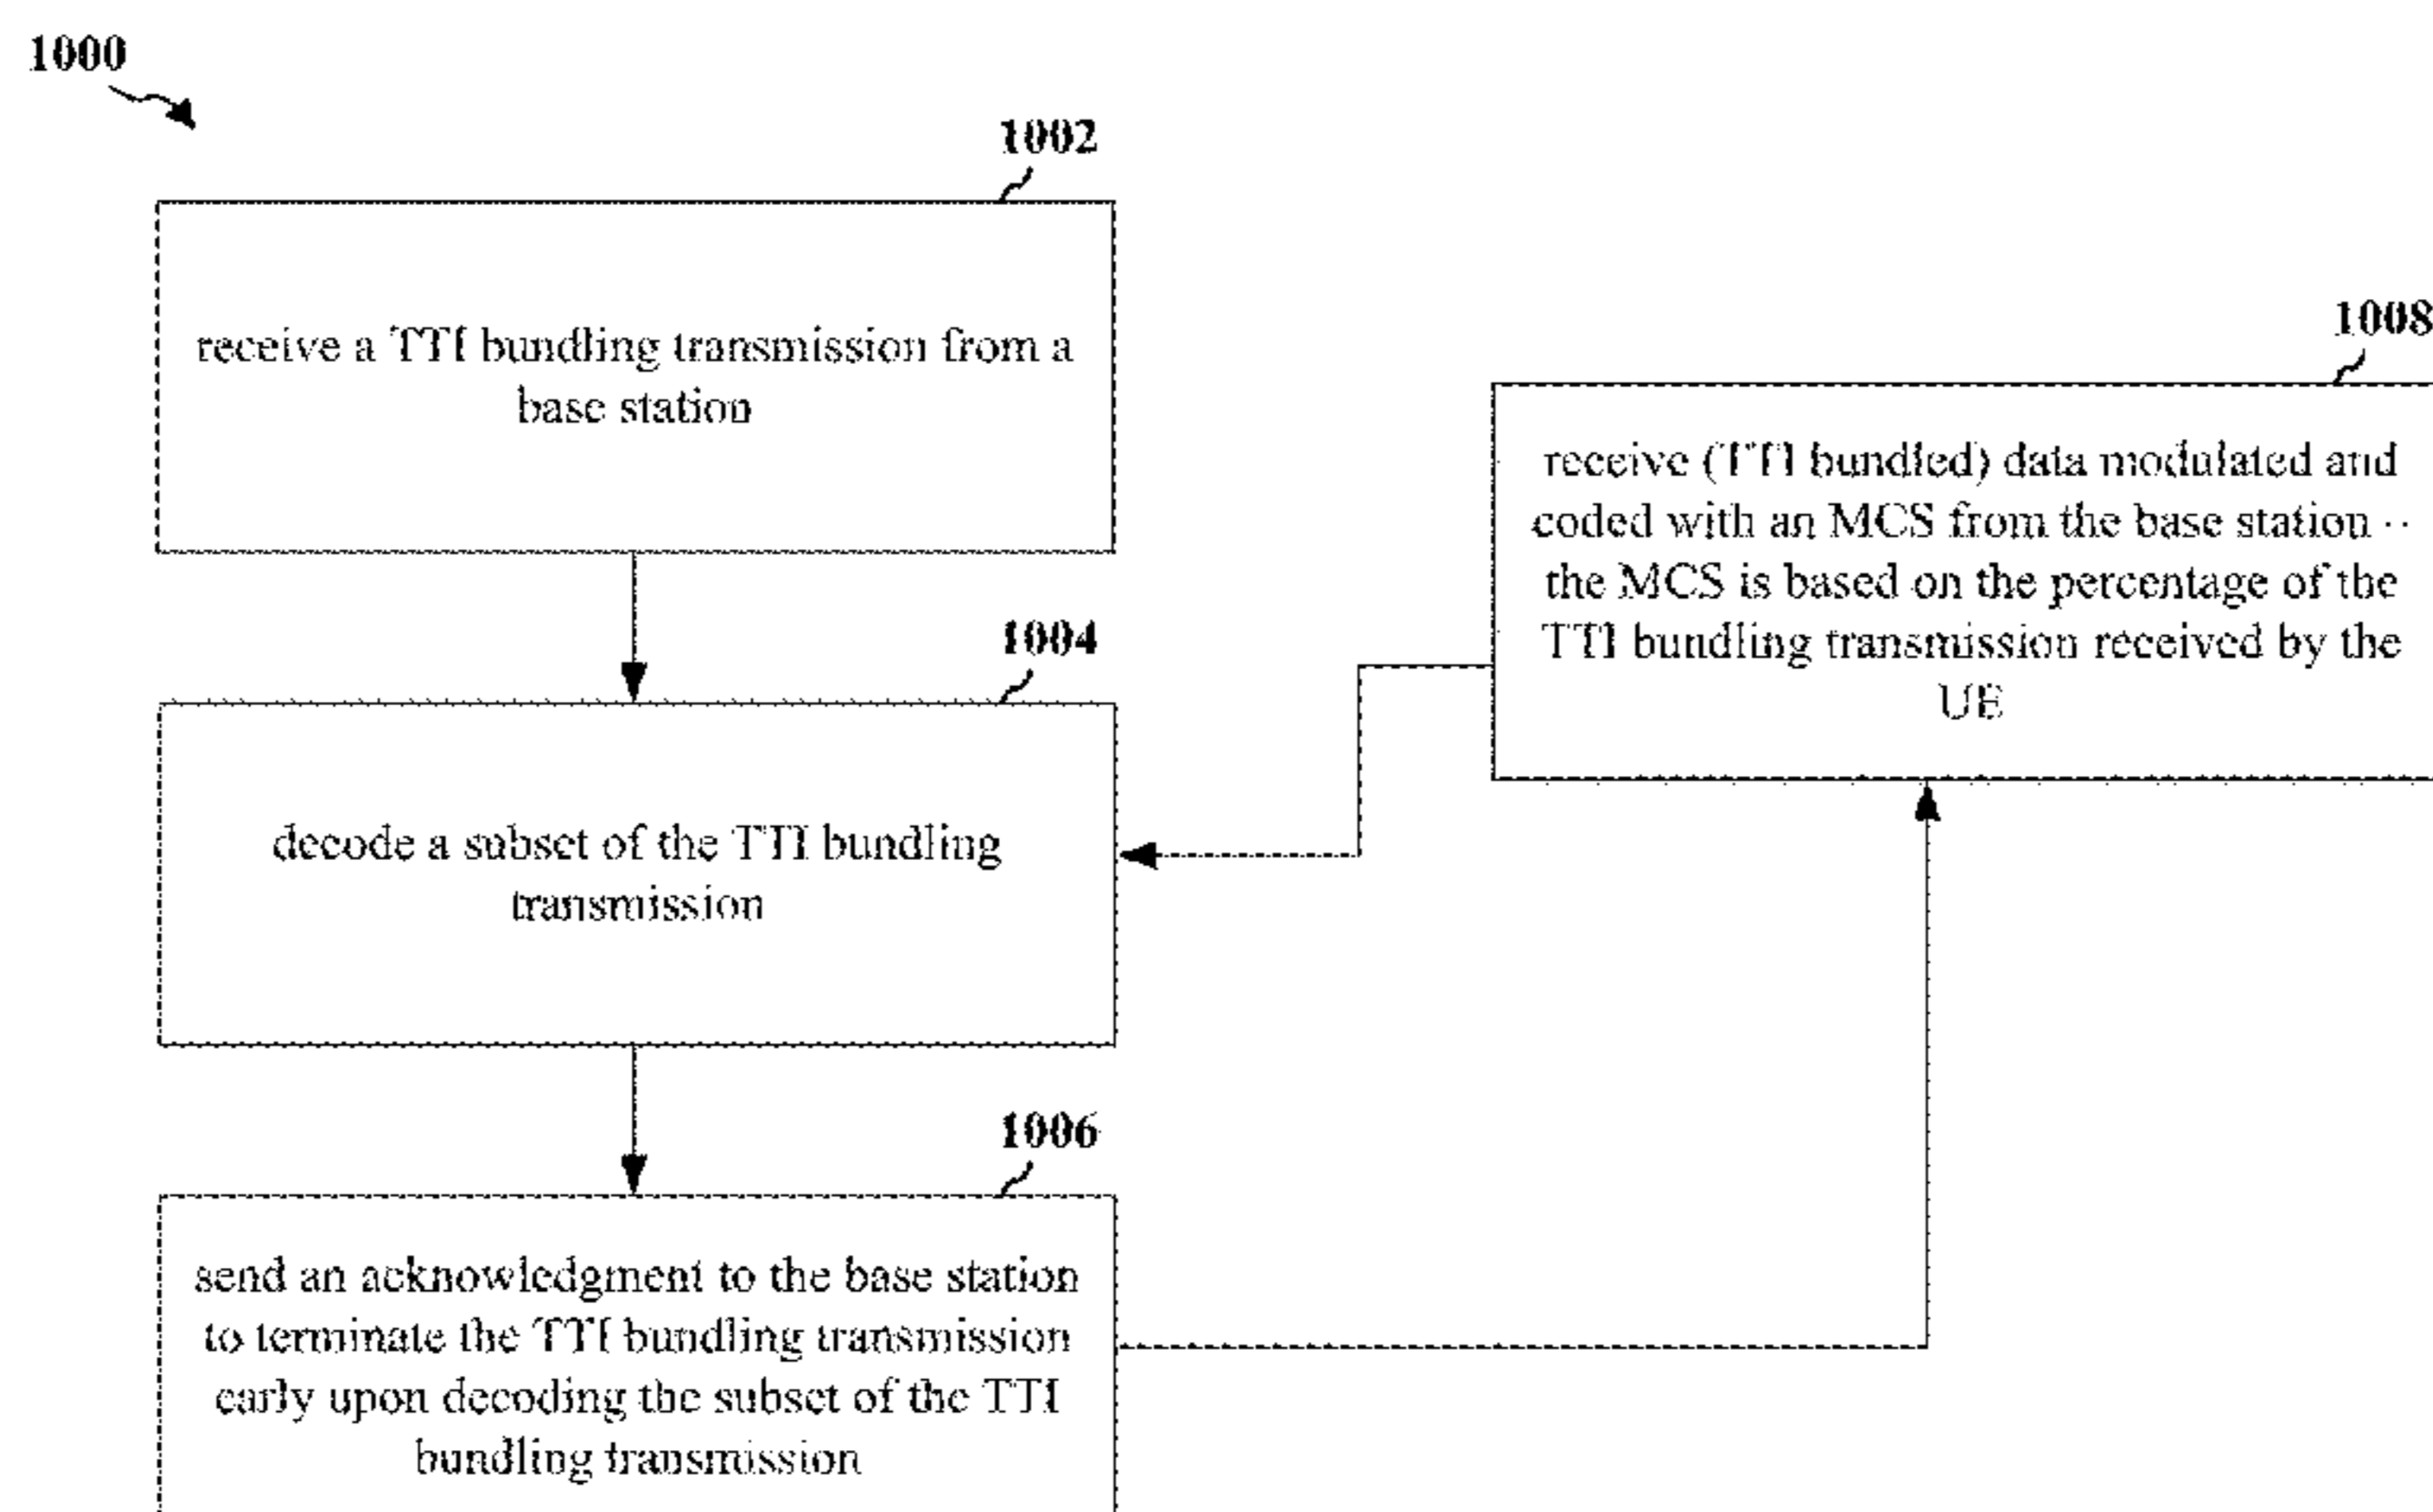 1000
1002
receive a TTI bundling transmission from a
base station
1008
receive (TTI bundled) data modulated and
coded with an MCS from the base station --
the MCS is based on the percentage of the
TTI bundling transmission received by the
UE
1004
decode a subset of the TTI bundling
transmission
1006
send an acknowledgment to the base station
to terminate the TTI bundling transmission
early upon decoding the subset of the TTI
bundling transmission